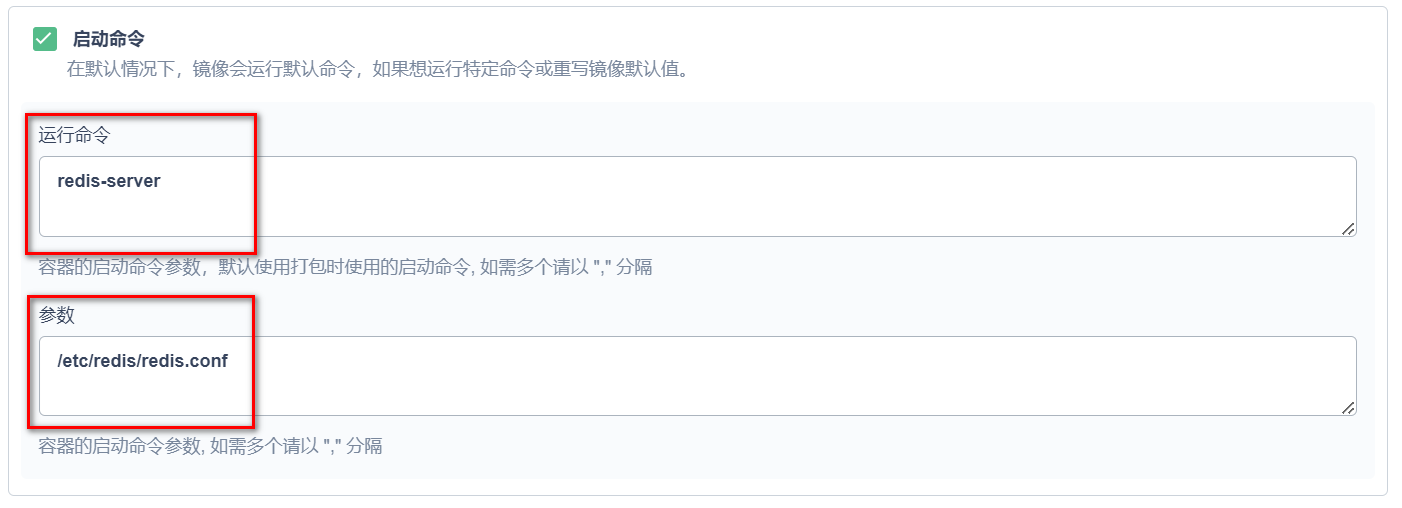 启动命令
在默认情况下，镜像会运行默认命令，如果想运行特定命令或重写镜像默认值。
运行命令
redis-server
容器的启动命令参数，默认使用打包时使用的启动命令, 如需多个请以 "," 分隔
参数
/etc/redis/redis.conf
容器的启动命令参数, 如需多个请以 "," 分隔